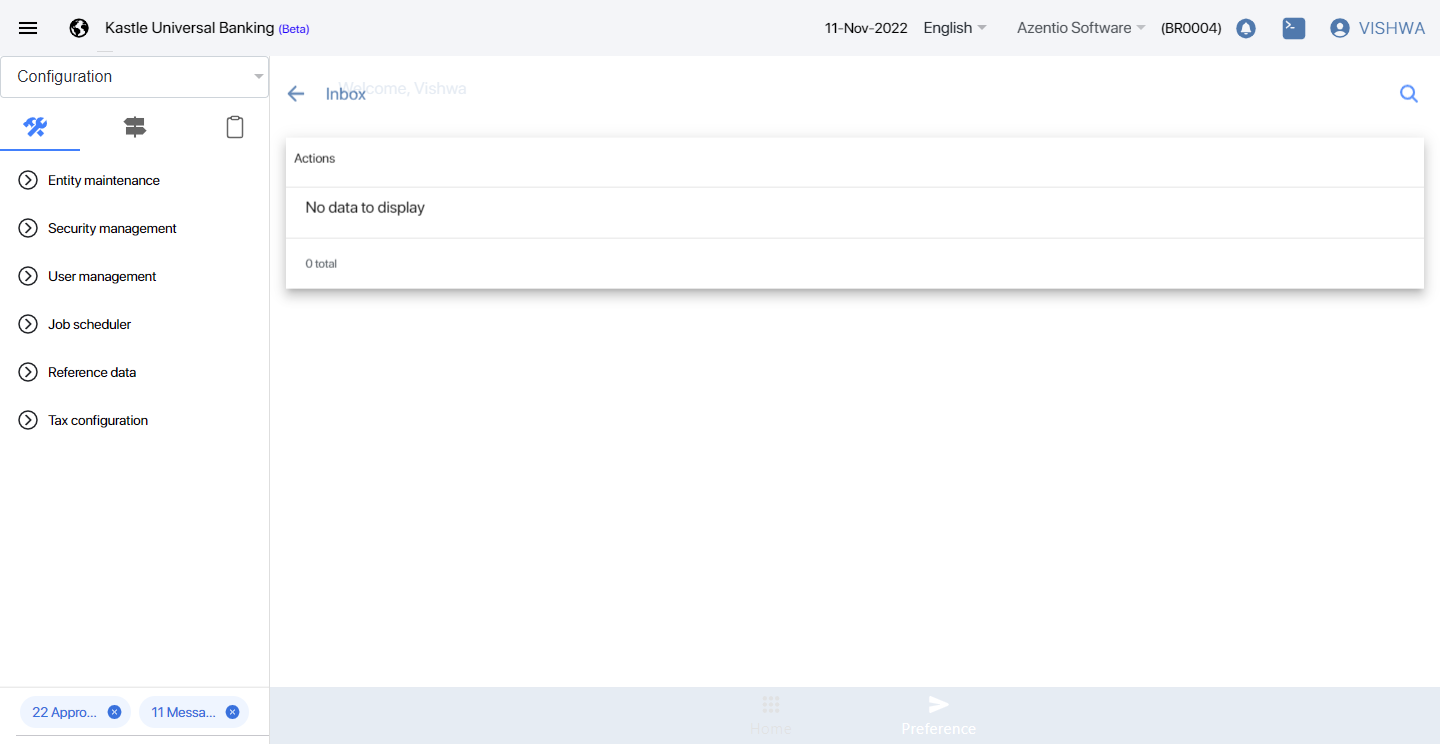 Kastle Universal Banking (Beta)
11-Nov-2022 English Azentio Software (BR0004) VISHWA
Configuration
Welcome, Vishwa
Inbox
Entity maintenance
Security management
User management
Job scheduler
Reference data
Tax configuration
Actions
No data to display
0 total
22 Appro...
11 Messa...
Home
Preference